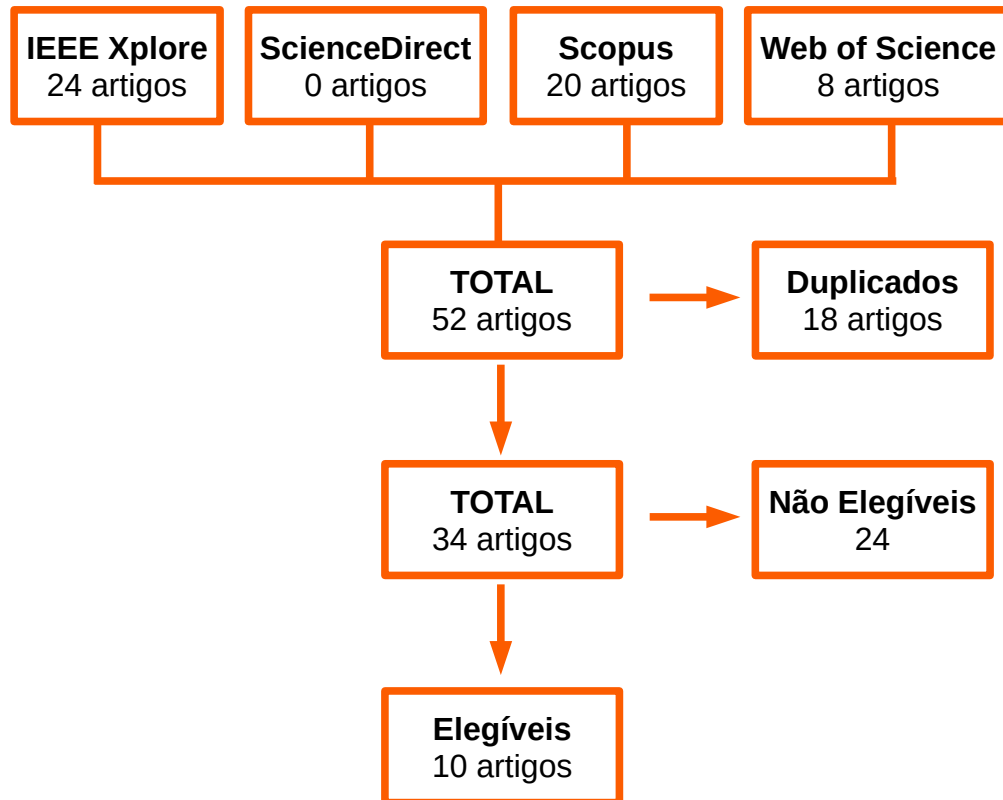 IEEE Xplore
24 artigos
ScienceDirect
0 artigos
Scopus
20 artigos
Web of Science
8 artigos
TOTAL
52 artigos
Duplicados
18 artigos
TOTAL
34 artigos
Não Elegíveis
24
Elegíveis
10 artigos